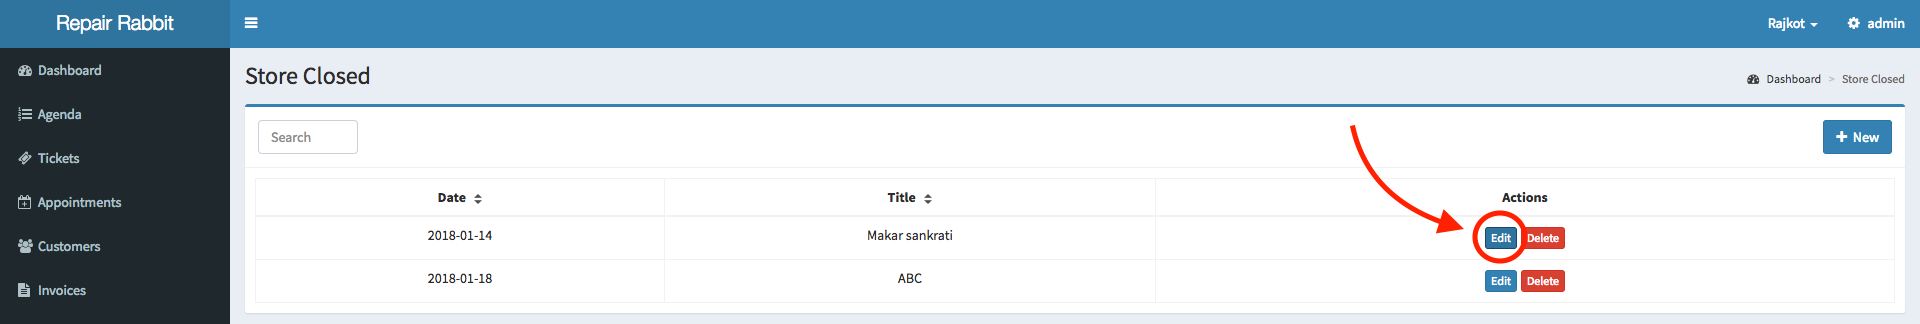 Repair Rabbit
Rajkot
admin
Dashboard
Agenda
Tickets
Appointments
Customers
Invoices
Store Closed
Dashboard > Store Closed
Search
+ New
Date Title Actions
2018-01-14 Makar sankrati Edit Delete
2018-01-18 ABC Edit Delete